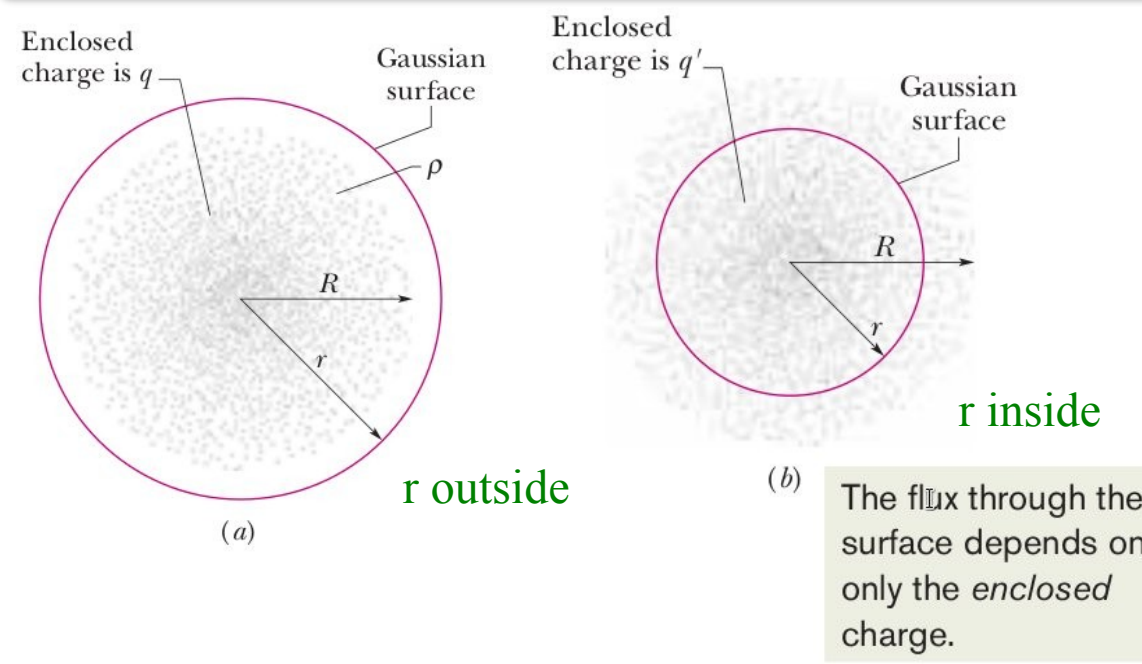 Enclosed
charge is q
Gaussian
surface
ρ
R
r
r outside
(a)
Enclosed
charge is q′
Gaussian
surface
R
r
r inside
(b)
The flux through the
surface depends on
only the enclosed
charge.